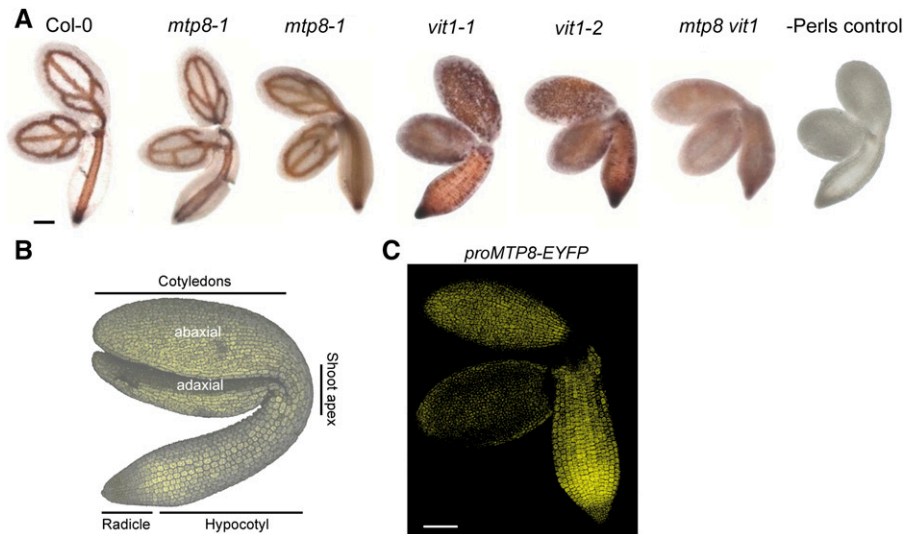 A
Col-0 mtp8-1 mtp8-1 vit1-1 vit1-2 mtp8 vit1 -Perls control
B
Cotyledons
abaxial
adaxial
Shoot apex
Radicle Hypocotyl
C
proMTP8-EYFP